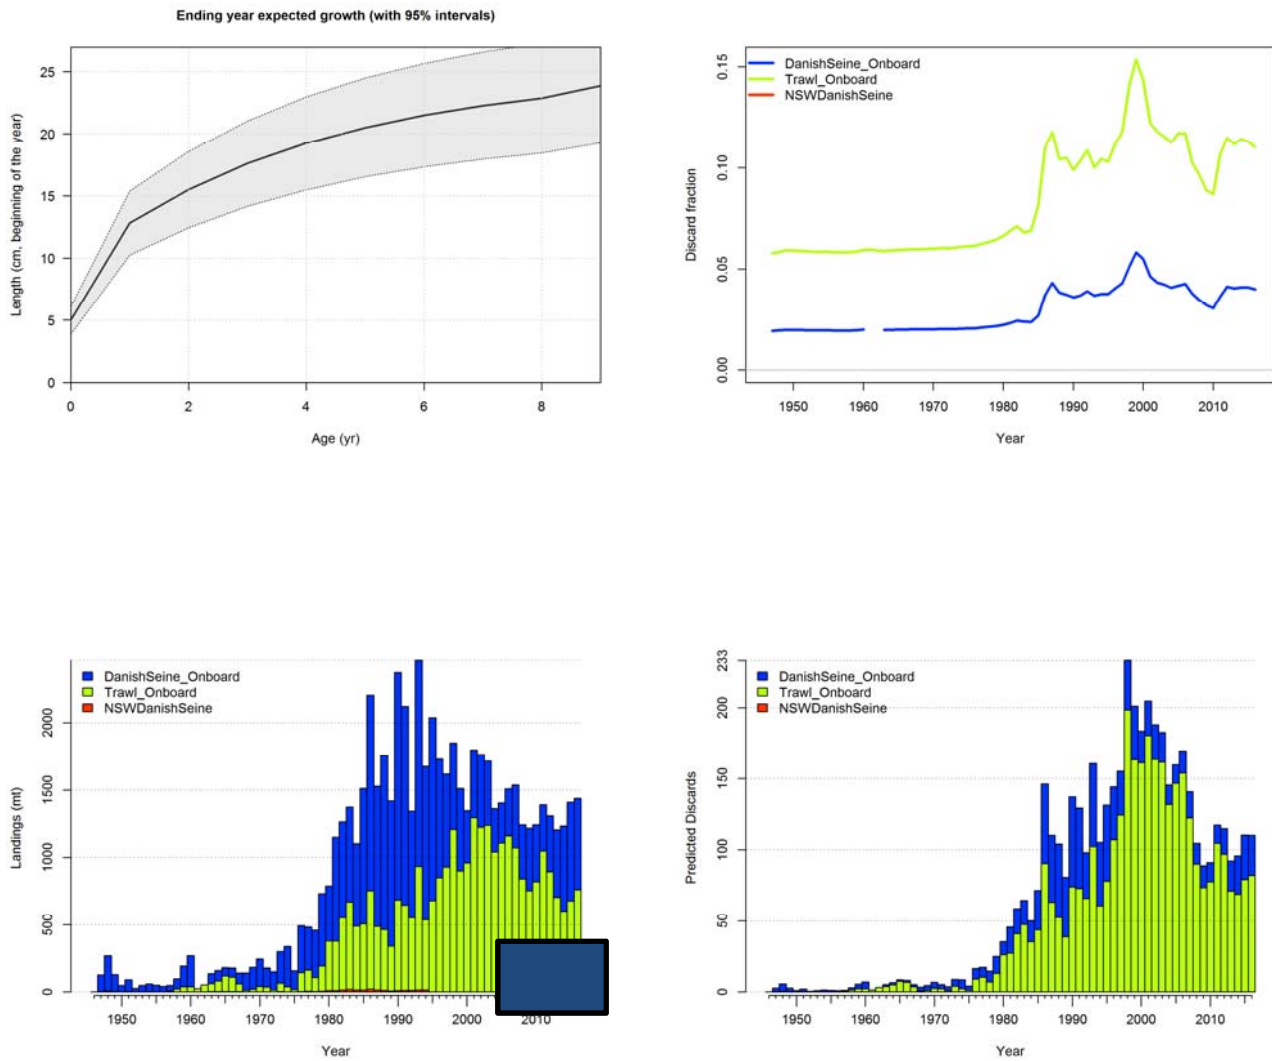 Ending year expected growth (with 95% intervals)
Length (cm, beginning of the year)
25
20
15
10
5
0
0 2 4 6 8
Age (yr)
DanishSeine_Onboard
Trawl_Onboard
NSWDanishSeine
Discard fraction
0.15
0.10
0.05
0.00
1950 1960 1970 1980 1990 2000 2010
Year
DanishSeine_Onboard
Trawl_Onboard
NSWDanishSeine
Landings (mt)
2000
1500
1000
500
0
1950 1960 1970 1980 1990 2000 2010
Year
DanishSeine_Onboard
Trawl_Onboard
NSWDanishSeine
Predicted Discards
233
200
150
100
50
0
1950 1960 1970 1980 1990 2000 2010
Year